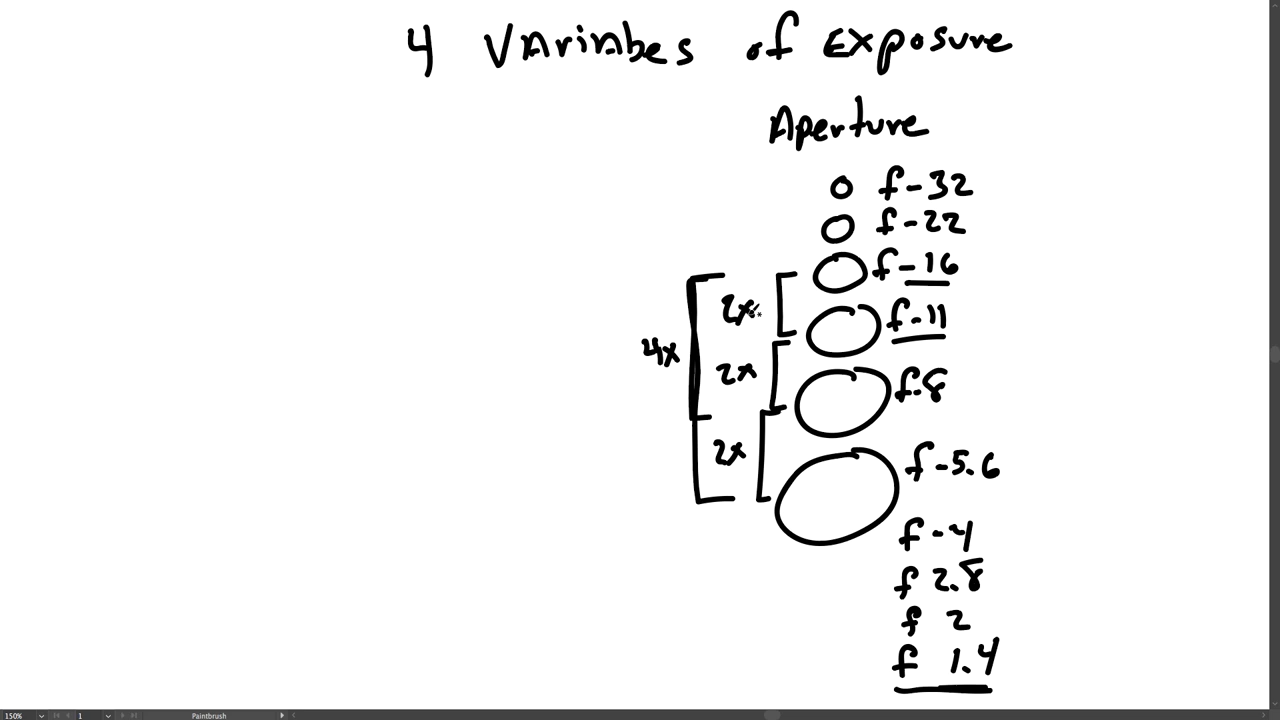 4 Variabes of Exposure
Aperture
f-32
f-22
f-16
2x
f-11
4x
2x
f.8
2x
f-5.6
f-4
f 2.8
f 2
f 1.4
150%
1
Paintbrush